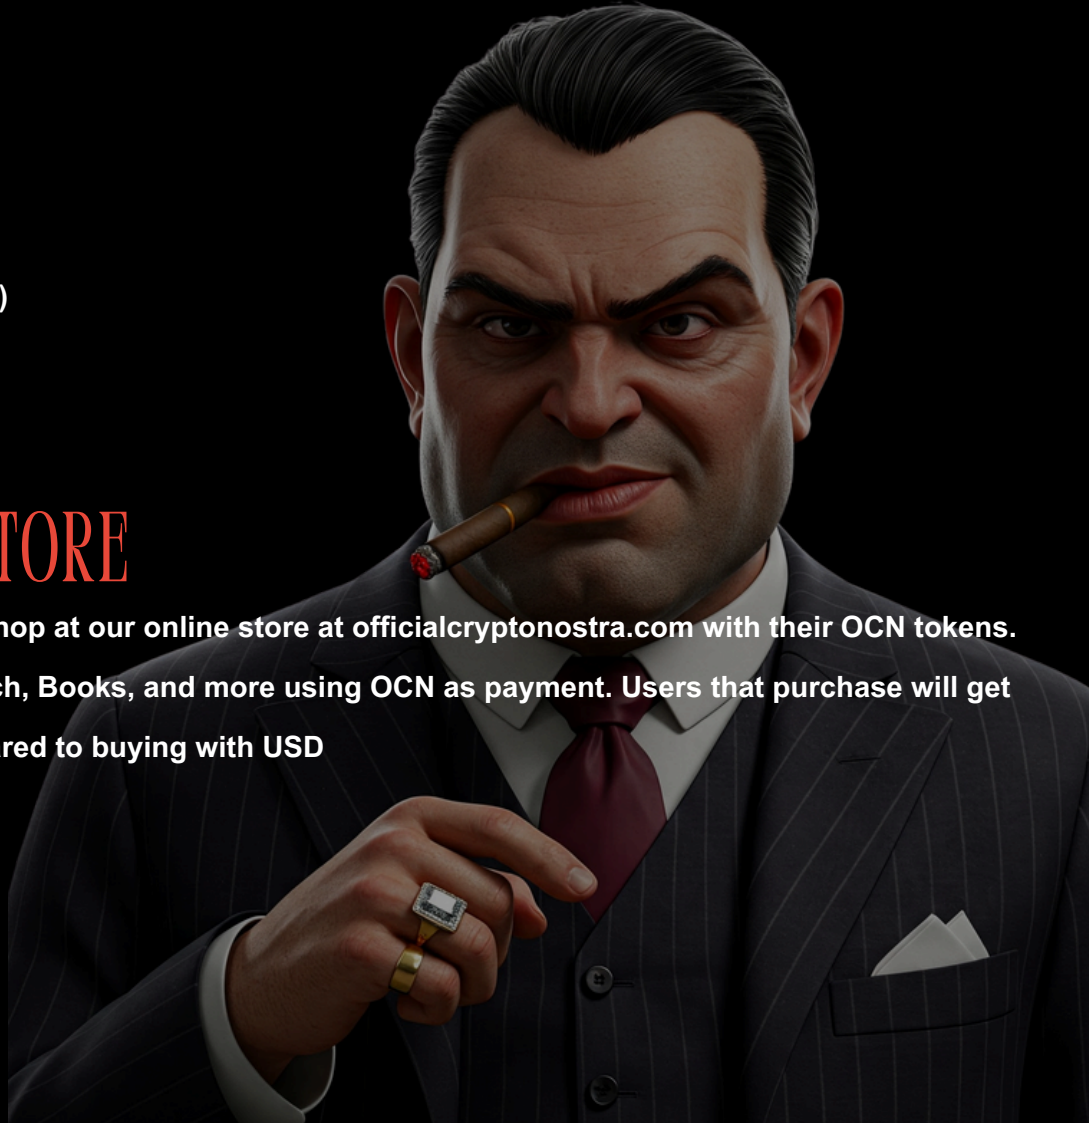 )
TORE
hop at our online store at officialcryptonostra.com with their OCN tokens.
ch, Books, and more using OCN as payment. Users that purchase will get
red to buying with USD